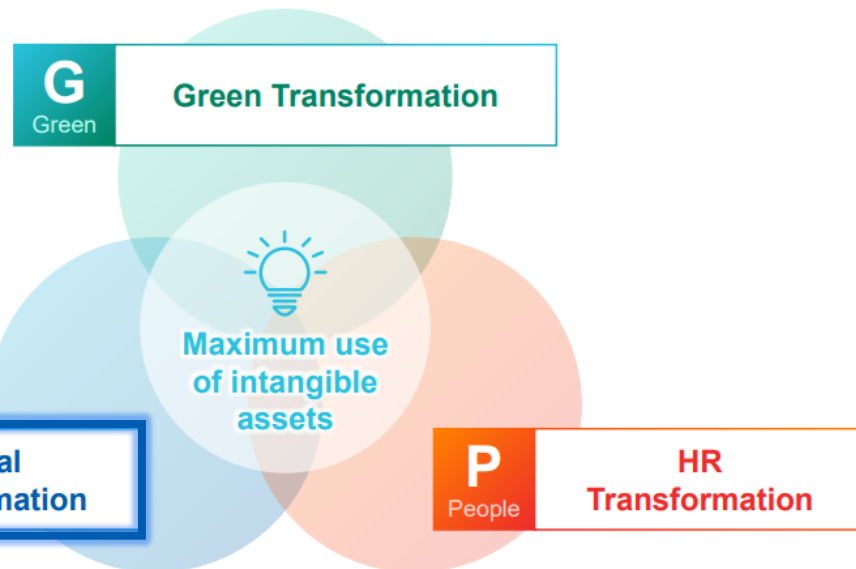 G
Green
Green Transformation
Maximum use
of intangible
assets
al
mation
P
People
HR
Transformation